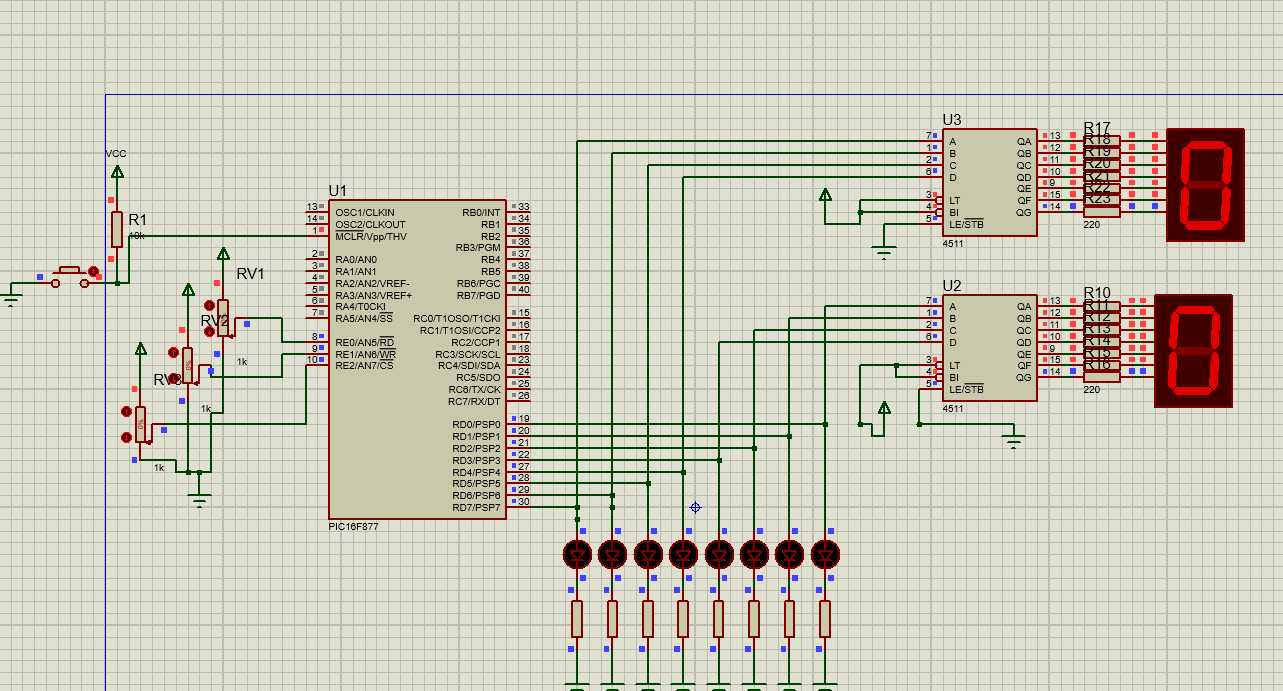 VCC
R1
10k
RV1
1k
RV2
1k
RV3
1k
U1
13 OSC1/CLKIN
14 OSC2/CLKOUT
1 MCLR/Vpp/THV
2 RA0/AN0
3 RA1/AN1
4 RA2/AN2/VREF-
5 RA3/AN3/VREF+
6 RA4/T0CKI
7 RA5/AN4/SS
8 RE0/AN5/RD
9 RE1/AN6/WR
10 RE2/AN7/CS
RB0/INT 33
RB1 34
RB2 35
RB3/PGM 36
RB4 37
RB5 38
RB6/PGC 39
RB7/PGD 40
RC0/T1OSO/T1CKI 15
RC1/T1OSI/CCP2 16
RC2/CCP1 17
RC3/SCK/SCL 18
RC4/SDI/SDA 23
RC5/SDO 24
RC6/TX/CK 25
RC7/RX/DT 26
RD0/PSP0 19
RD1/PSP1 20
RD2/PSP2 21
RD3/PSP3 22
RD4/PSP4 27
RD5/PSP5 28
RD6/PSP6 29
RD7/PSP7 30
PIC16F877
0%
0%
U3
7 A QA 13
1 B QB 12
2 C QC 11
6 D QD 10
QE 9
3 LT QF 15
4 BI QG 14
5 LE/STB
4511
R17
R18
R19
R20
R21
R22
R23
220
U2
7 A QA 13
1 B QB 12
2 C QC 11
6 D QD 10
QE 9
3 LT QF 15
4 BI QG 14
5 LE/STB
4511
R10
R11
R12
R13
R14
R15
R16
220
0
0